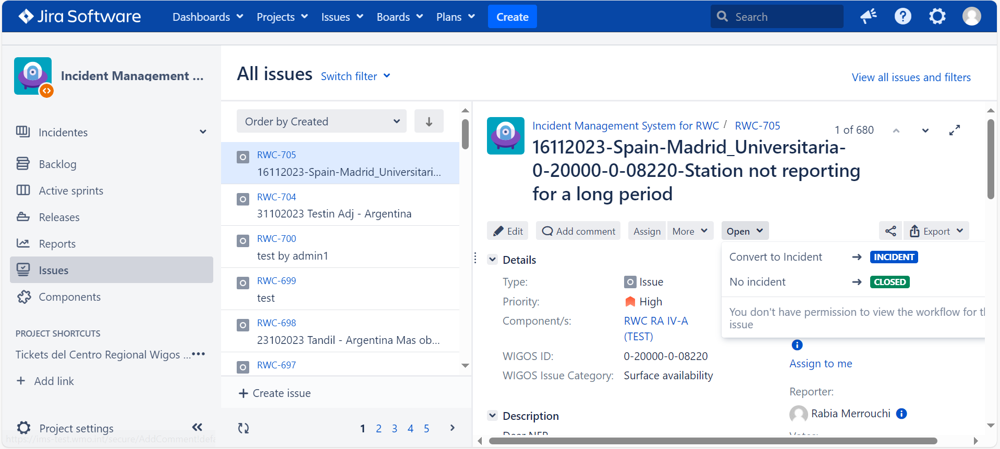 Jira Software
Dashboards
Projects
Issues
Boards
Plans
Create
Search
Incident Management ...
Incidentes
Backlog
Active sprints
Releases
Reports
Issues
Components
PROJECT SHORTCUTS
Tickets del Centro Regional Wigos ...
Add link
Project settings
https://ims-test.wmo.int/secure/AddComment!defa
All issues
Switch filter
View all issues and filters
Order by Created
RWC-705
16112023-Spain-Madrid_Universitari...
RWC-704
31102023 Testin Adj - Argentina
RWC-700
test by admin1
RWC-699
test
RWC-698
23102023 Tandil - Argentina Mas ob...
RWC-697
Create issue
1 2 3 4 5
Incident Management System for RWC / RWC-705
1 of 680
16112023-Spain-Madrid_Universitaria-
0-20000-0-08220-Station not reporting
for a long period
Edit
Add comment
Assign
More
Open
Export
Convert to Incident → INCIDENT
No incident → CLOSED
You don't have permission to view the workflow for
issue
Details
Type: Issue
Priority: High
Component/s: RWC RA IV-A
(TEST)
WIGOS ID: 0-20000-0-08220
WIGOS Issue Category: Surface availability
Assign to me
Reporter:
Rabia Merrouchi
Description
Dear NFP
Votes: